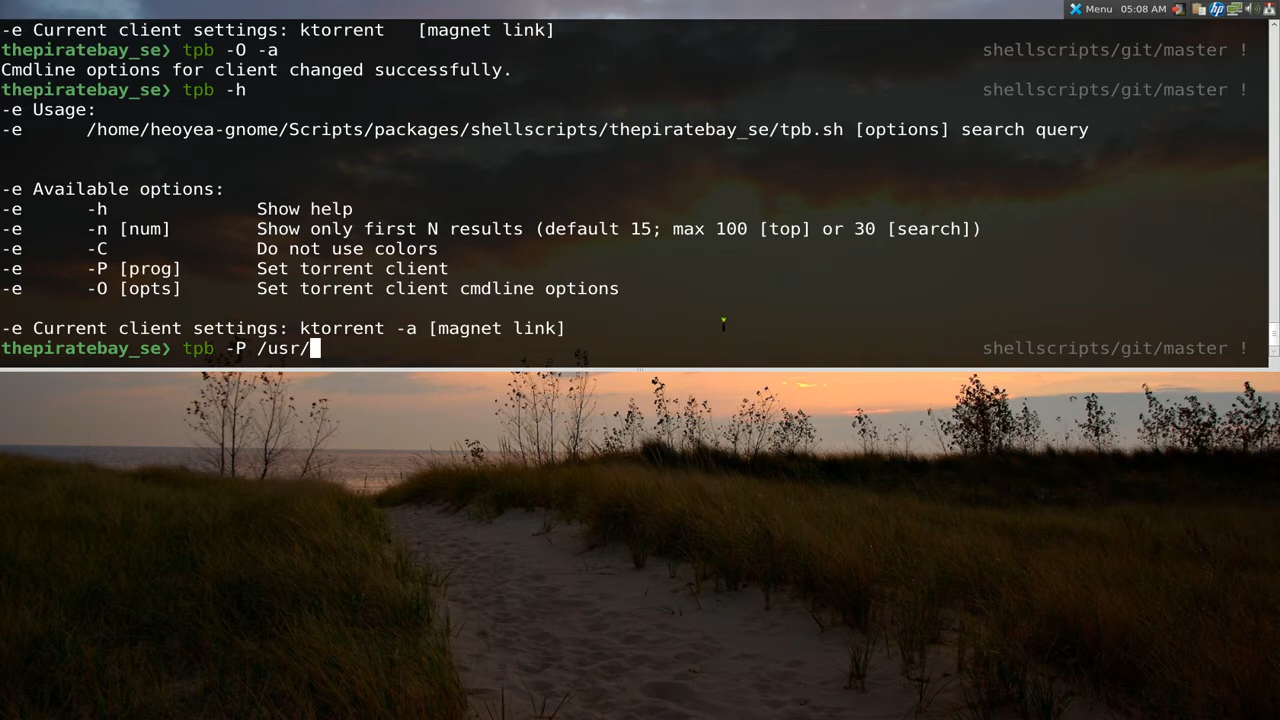 Menu 05:08 AM
-e Current client settings: ktorrent   [magnet link]
thepiratebay_se❯ tpb -O -a shellscripts/git/master !
Cmdline options for client changed successfully.
thepiratebay_se❯ tpb -h shellscripts/git/master !
-e Usage:
-e      /home/heoyea-gnome/Scripts/packages/shellscripts/thepiratebay_se/tpb.sh [options] search query
-e Available options:
-e      -h              Show help
-e      -n [num]        Show only first N results (default 15; max 100 [top] or 30 [search])
-e      -C              Do not use colors
-e      -P [prog]       Set torrent client
-e      -O [opts]       Set torrent client cmdline options
-e Current client settings: ktorrent -a [magnet link]
thepiratebay_se❯ tpb -P /usr/ shellscripts/git/master !